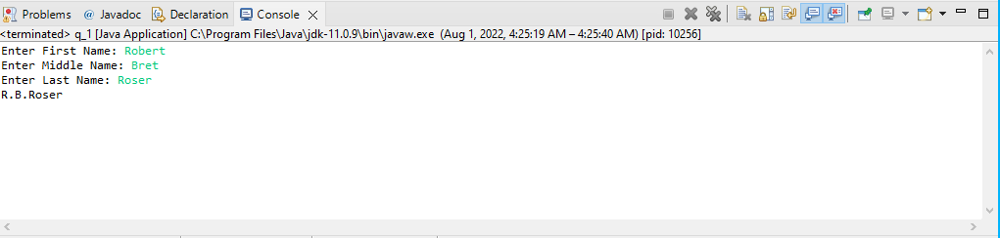 Problems @ Javadoc Declaration Console
<terminated> q_1 [Java Application] C:\Program Files\Java\jdk-11.0.9\bin\javaw.exe (Aug 1, 2022, 4:25:19 AM – 4:25:40 AM) [pid: 10256]
Enter First Name: Robert
Enter Middle Name: Bret
Enter Last Name: Roser
R.B.Roser